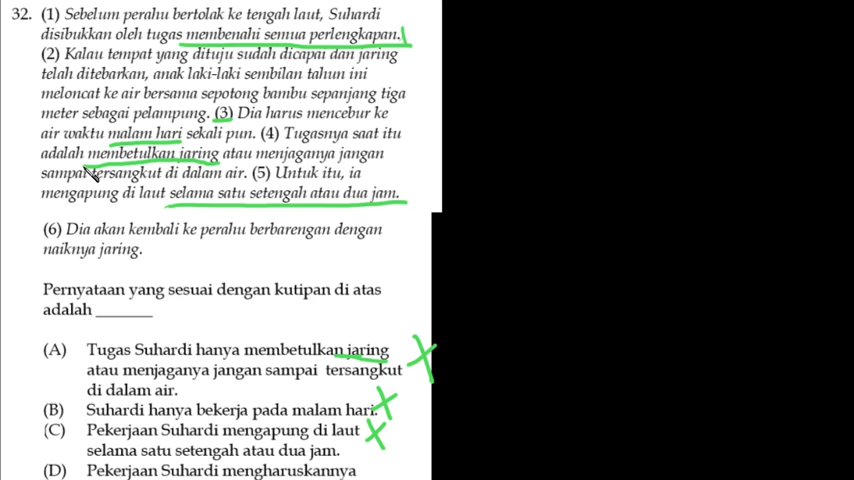 32. (1) Sebelum perahu bertolak ke tengah laut, Suhardi
disibukkan oleh tugas membenahi semua perlengkapan.
(2) Kalau tempat yang dituju sudah dicapai dan jaring
telah ditebarkan, anak laki-laki sembilan tahun ini
meloncat ke air bersama sepotong bambu sepanjang tiga
meter sebagai pelampung. (3) Dia harus mencebur ke
air waktu malam hari sekali pun. (4) Tugasnya saat itu
adalah membetulkan jaring atau menjaganya jangan
sampai tersangkut di dalam air. (5) Untuk itu, ia
mengapung di laut selama satu setengah atau dua jam.
(6) Dia akan kembali ke perahu berbarengan dengan
naiknya jaring.
Pernyataan yang sesuai dengan kutipan di atas
adalah ______
(A) Tugas Suhardi hanya membetulkan jaring
atau menjaganya jangan sampai tersangkut
di dalam air.
(B) Suhardi hanya bekerja pada malam hari.
(C) Pekerjaan Suhardi mengapung di laut
selama satu setengah atau dua jam.
(D) Pekerjaan Suhardi mengharuskannya